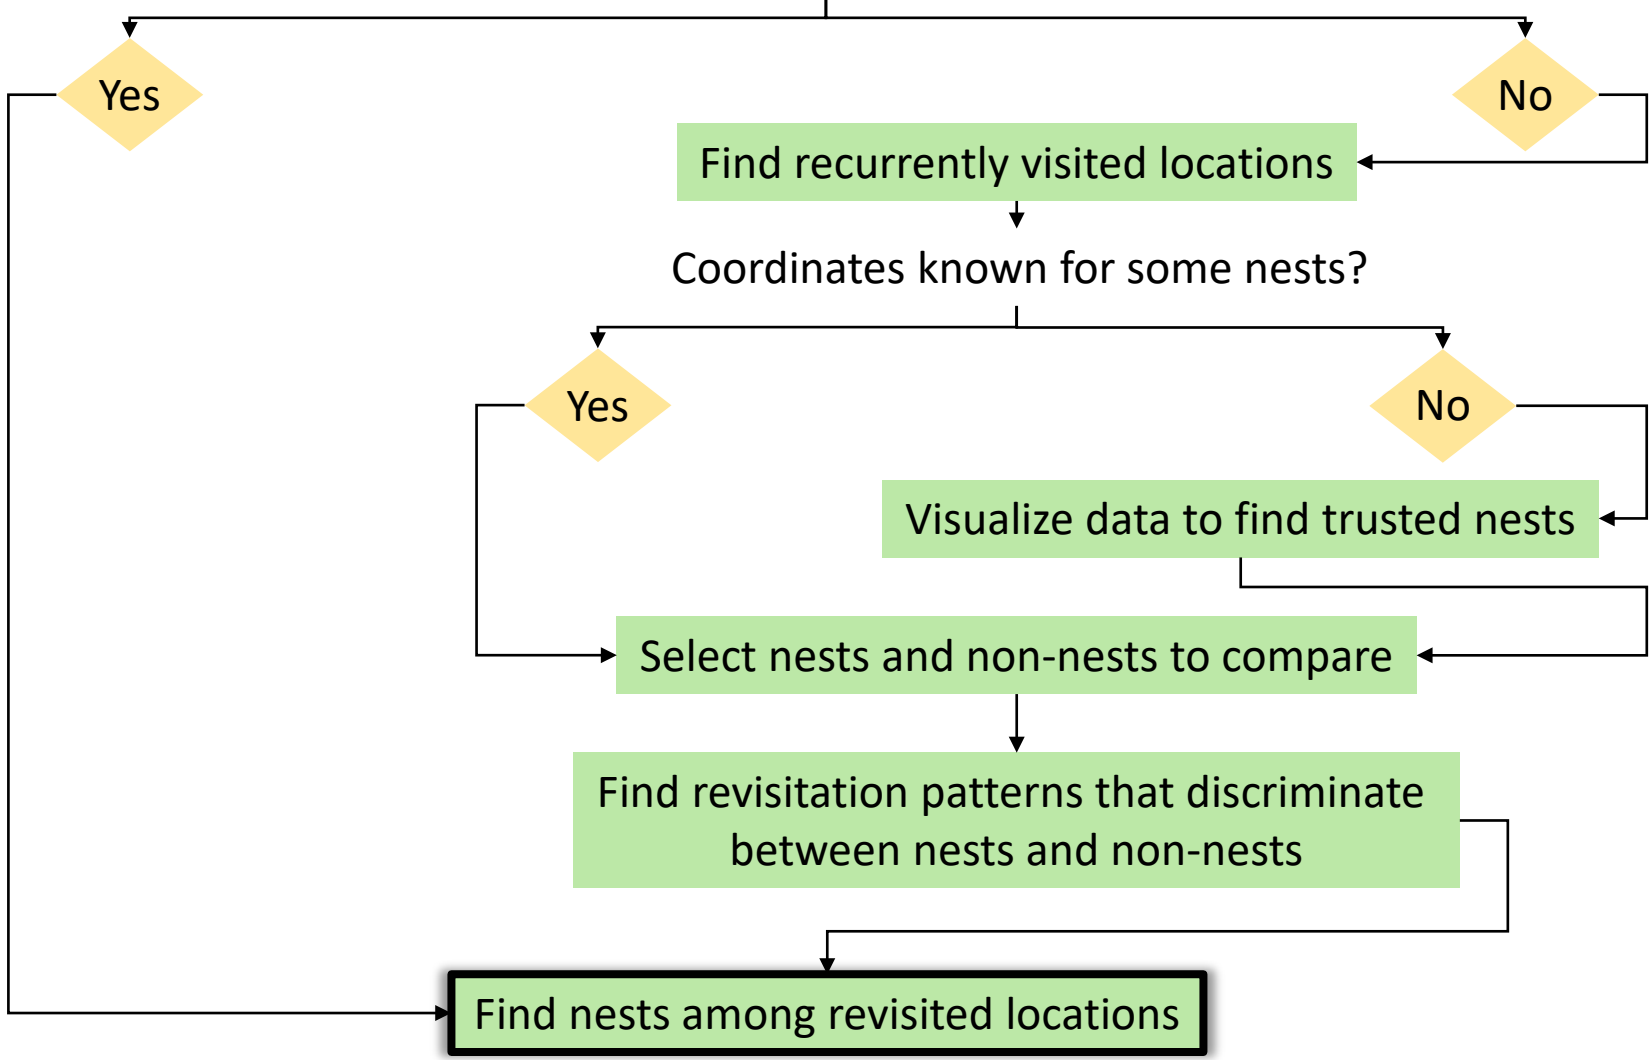 Yes
No
Find recurrently visited locations
Coordinates known for some nests?
Yes
No
Visualize data to find trusted nests
Select nests and non-nests to compare
Find revisitation patterns that discriminate
between nests and non-nests
Find nests among revisited locations